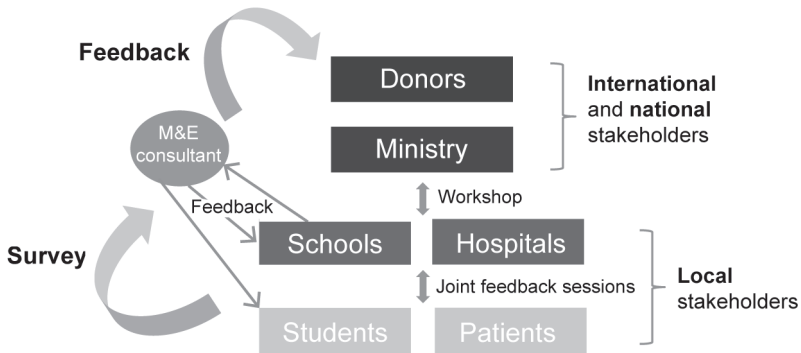 Feedback
Donors
International
and national
stakeholders
M&E
consultant
Ministry
Workshop
Feedback
Schools
Hospitals
Survey
Joint feedback sessions
Local
stakeholders
Students
Patients